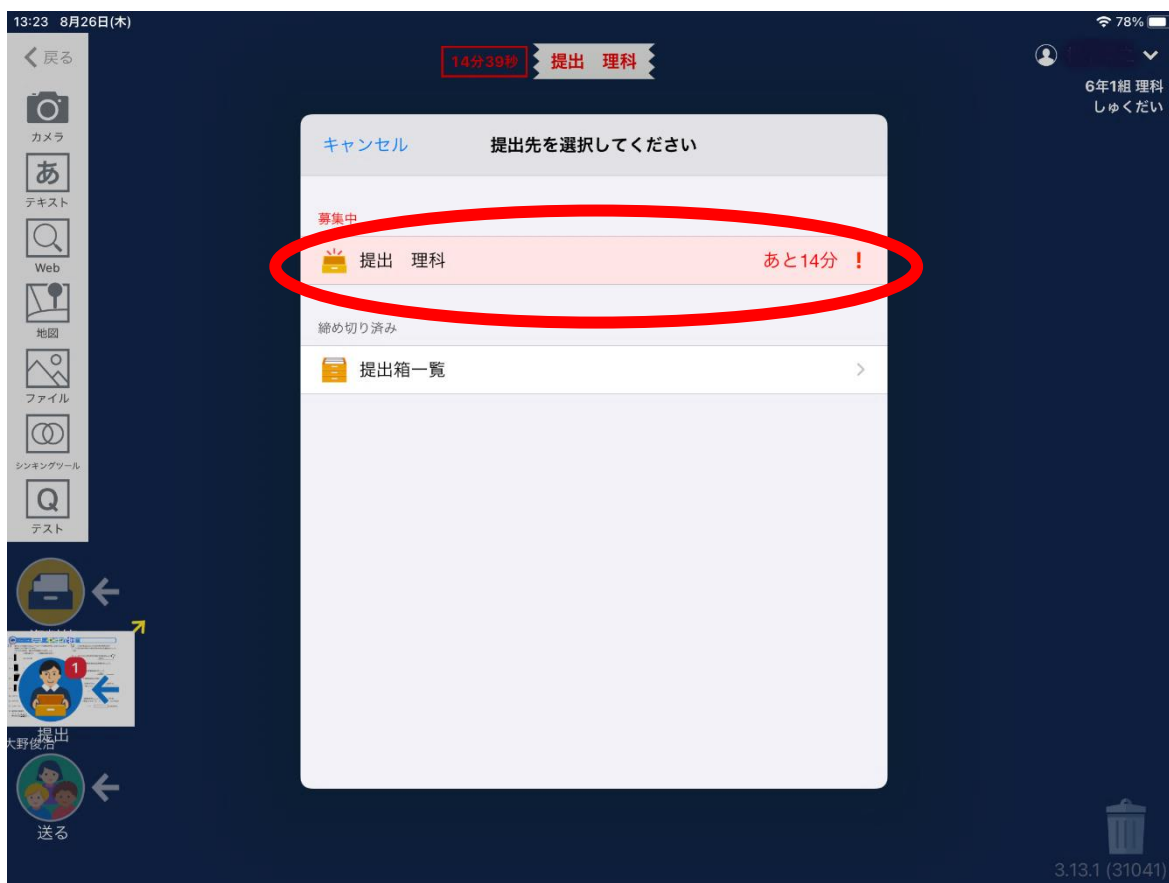 13:23 8月26日(木)
78%
戻る
14分39秒
提出 理科
6年1組 理科
しゅくだい
カメラ
あ
テキスト
Web
地図
ファイル
シンキングツール
Q
テスト
キャンセル
提出先を選択してください
募集中
提出 理科
あと14分 !
締め切り済み
提出箱一覧
1
提出
大野俊治
送る
3.13.1 (31041)